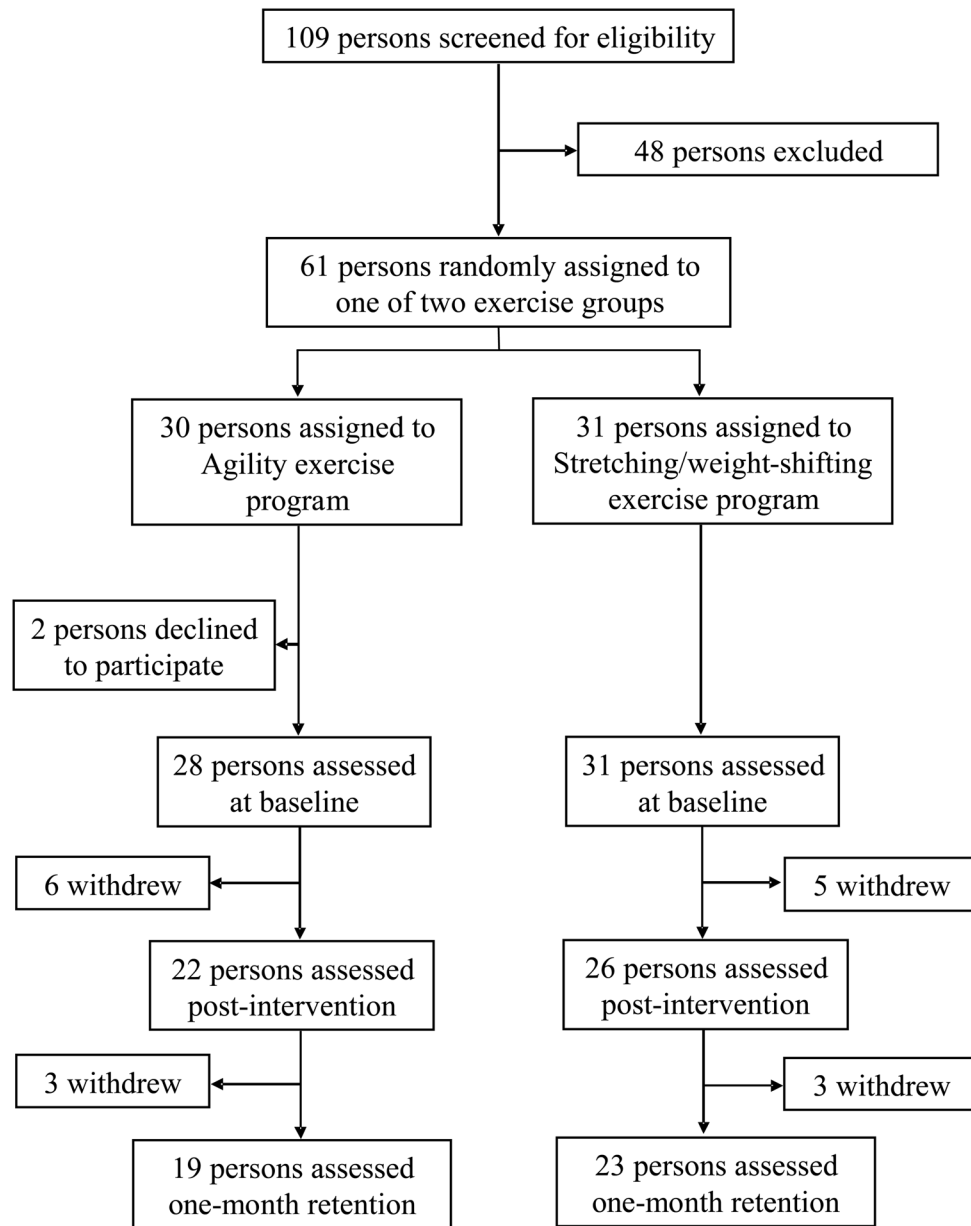 109 persons screened for eligibility
48 persons excluded
61 persons randomly assigned to
one of two exercise groups
30 persons assigned to
Agility exercise
program
31 persons assigned to
Stretching/weight-shifting
exercise program
2 persons declined
to participate
28 persons assessed
at baseline
31 persons assessed
at baseline
6 withdrew
5 withdrew
22 persons assessed
post-intervention
26 persons assessed
post-intervention
3 withdrew
3 withdrew
19 persons assessed
one-month retention
23 persons assessed
one-month retention